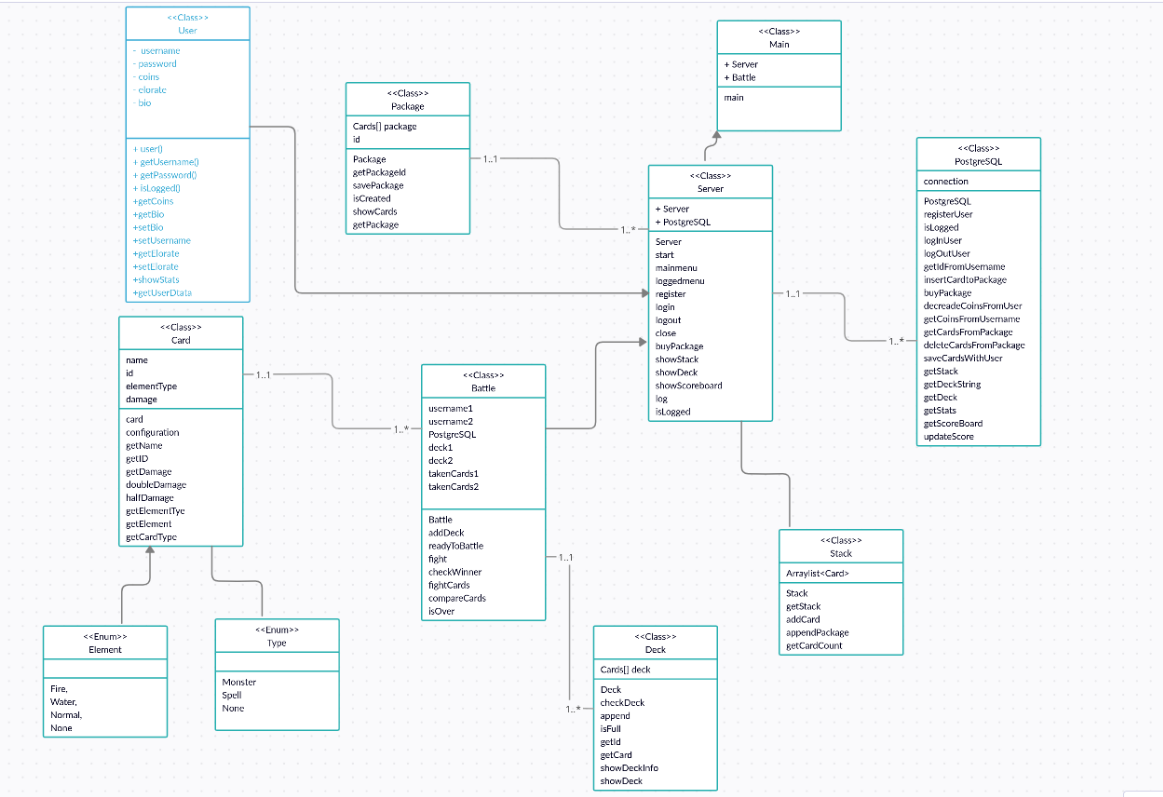 <<Class>>
User
- username
- password
- coins
- elorate
- bio
+ user()
+ getUsername()
+ getPassword()
+ isLogged()
+getCoins
+getBio
+setBio
+setUsername
+getElorate
+setElorate
+showStats
+getUserDtata
<<Class>>
Package
Cards[] package
id
Package
getPackageId
savePackage
isCreated
showCards
getPackage
1..1
1..*
<<Class>>
Main
+ Server
+ Battle
main
<<Class>>
Server
+ Server
+ PostgreSQL
Server
start
mainmenu
loggedmenu
register
login
logout
close
buyPackage
showStack
showDeck
showScoreboard
log
isLogged
1..1
1..*
<<Class>>
PostgreSQL
connection
PostgreSQL
registerUser
isLogged
logInUser
logOutUser
getIdFromUsername
insertCardtoPackage
buyPackage
decreadeCoinsFromUser
getCoinsFromUsername
getCardsFromPackage
deleteCardsFromPackage
saveCardsWithUser
getStack
getDeckString
getDeck
getStats
getScoreBoard
updateScore
<<Class>>
Card
name
id
elementType
damage
card
configuration
getName
getID
getDamage
doubleDamage
halfDamage
getElementTye
getElement
getCardType
1..1
1..*
<<Class>>
Battle
username1
username2
PostgreSQL
deck1
deck2
takenCards1
takenCards2
Battle
addDeck
readyToBattle
fight
checkWinner
fightCards
compareCards
isOver
1..1
1..*
<<Class>>
Stack
Arraylist<Card>
Stack
getStack
addCard
appendPackage
getCardCount
<<Enum>>
Element
Fire,
Water,
Normal,
None
<<Enum>>
Type
Monster
Spell
None
<<Class>>
Deck
Cards[] deck
Deck
checkDeck
append
isFull
getId
getCard
showDeckInfo
showDeck